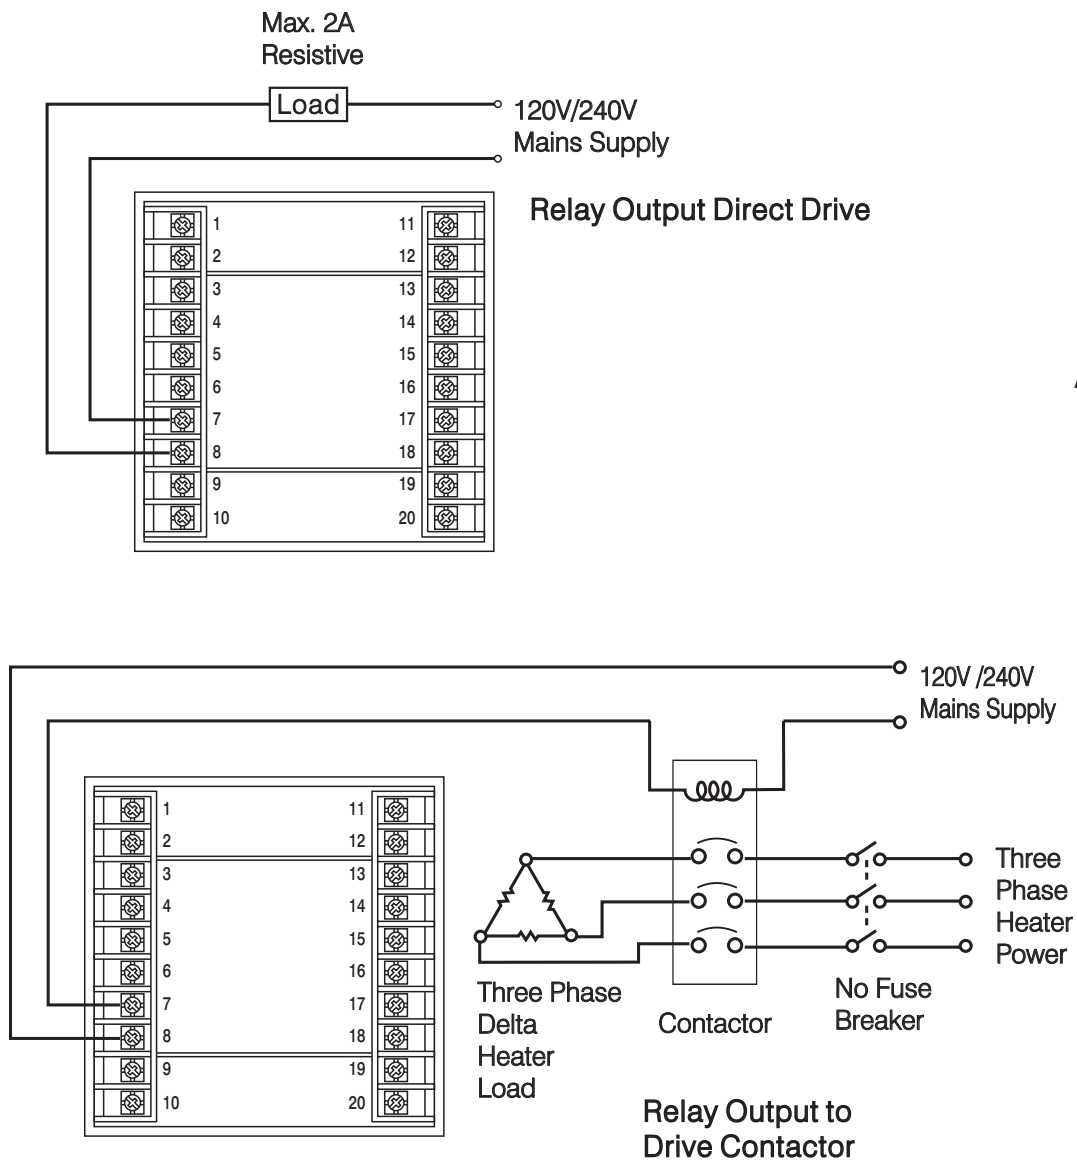 Max. 2A
Resistive
Load
120V/240V
Mains Supply
Relay Output Direct Drive
1 11
2 12
3 13
4 14
5 15
6 16
7 17
8 18
9 19
10 20
120V /240V
Mains Supply
1 11
2 12
3 13
4 14
5 15
6 16
7 17
8 18
9 19
10 20
Three
Phase
Heater
Power
Three Phase
Delta
Heater
Load
Contactor
No Fuse
Breaker
Relay Output to
Drive Contactor